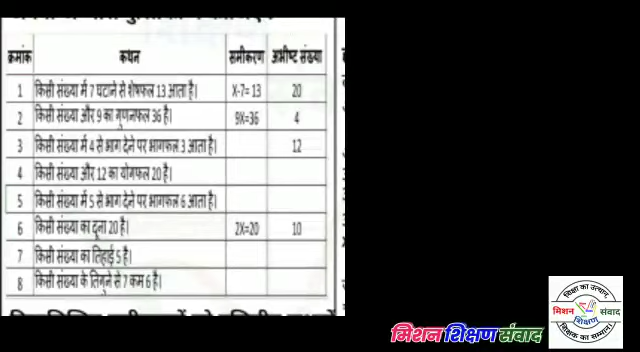 क्रमांक कथन समीकरण अभीष्ट संख्या
1 किसी संख्या में 7 घटाने से शेषफल 13 आता है। X-7= 13 20
2 किसी संख्या और 9 का गुणनफल 36 है। 9X=36 4
3 किसी संख्या में 4 से भाग देने पर भागफल 3 आता है। 12
4 किसी संख्या और 12 का योगफल 20 है।
5 किसी संख्या में 5 से भाग देने पर भागफल 6 आता है।
6 किसी संख्या का दूना 20 है। 2X=20 10
7 किसी संख्या का तिहाई 5 है।
8 किसी संख्या के तिगुने से 7 कम 6 है।
शिक्षा का उत्थान,
मिशन शिक्षण संवाद
शिक्षक का सम्मान।
मिशन शिक्षण संवाद